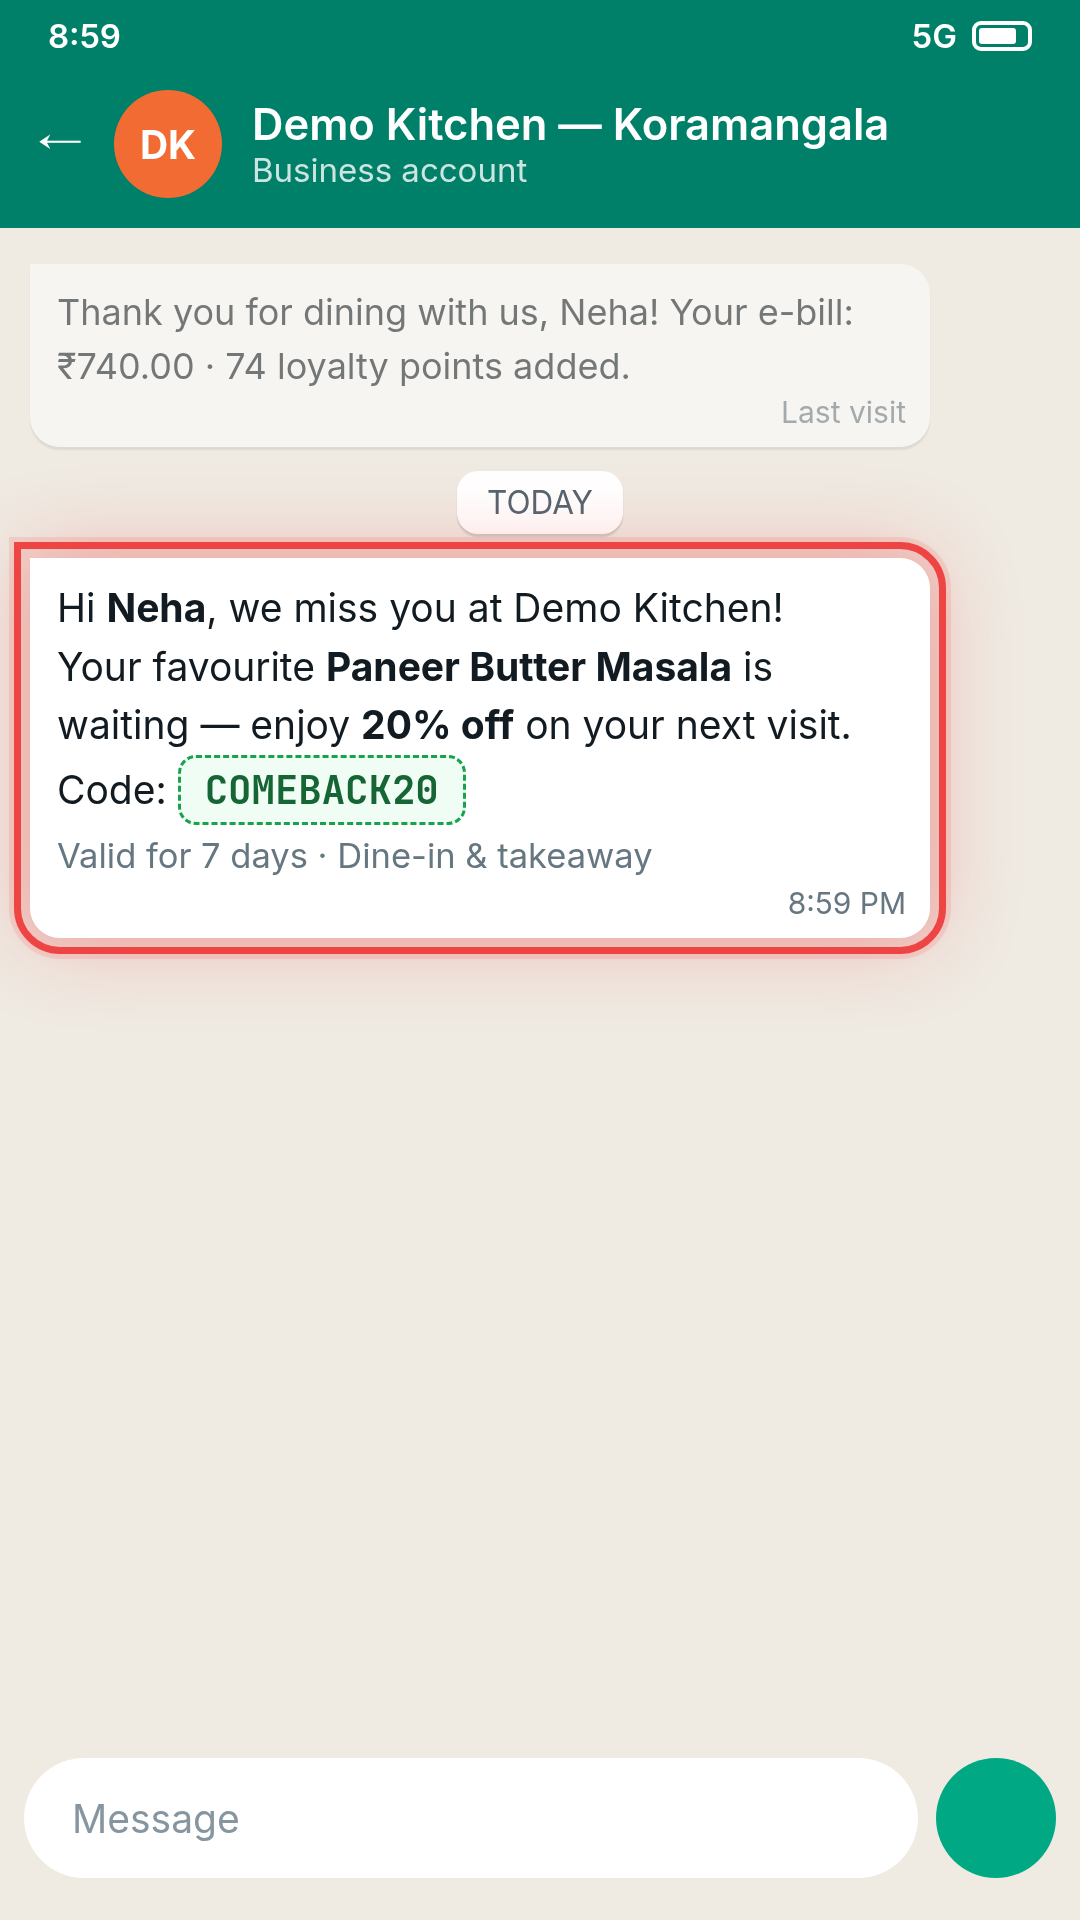 8:59
5G
←
DK
Demo Kitchen — Koramangala
Business account
Thank you for dining with us, Neha! Your e-bill:
₹740.00 · 74 loyalty points added.
Last visit
TODAY
Hi Neha, we miss you at Demo Kitchen!
Your favourite Paneer Butter Masala is
waiting — enjoy 20% off on your next visit.
Code: COMEBACK20
Valid for 7 days · Dine-in & takeaway
8:59 PM
Message